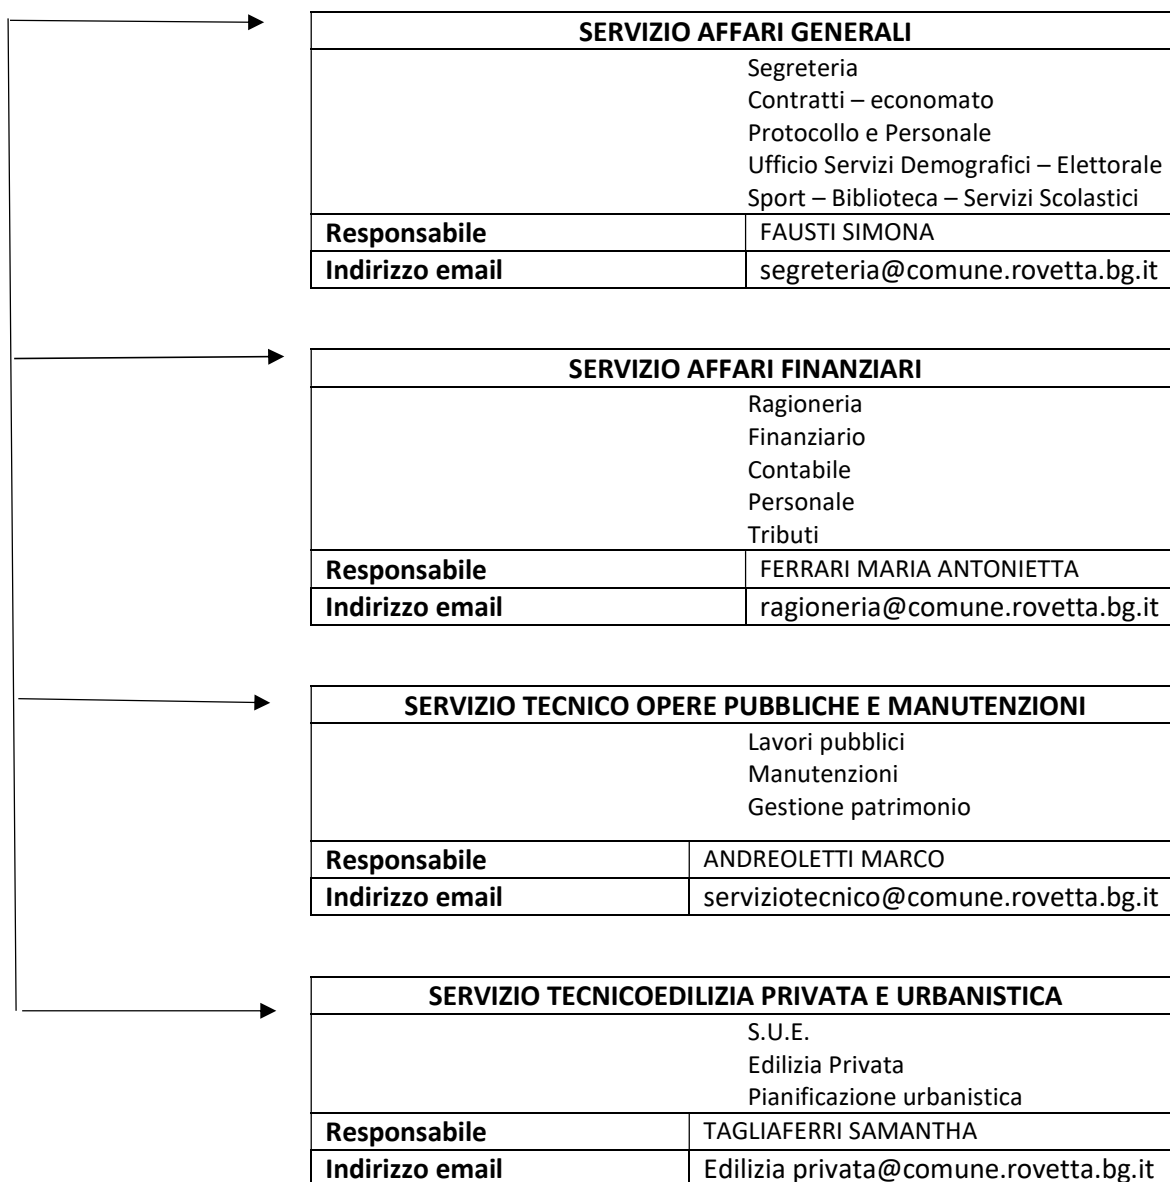 SERVIZIO AFFARI GENERALI
Segreteria
Contratti – economato
Protocollo e Personale
Ufficio Servizi Demografici – Elettorale
Sport – Biblioteca – Servizi Scolastici
Responsabile FAUSTI SIMONA
Indirizzo email segreteria@comune.rovetta.bg.it
SERVIZIO AFFARI FINANZIARI
Ragioneria
Finanziario
Contabile
Personale
Tributi
Responsabile FERRARI MARIA ANTONIETTA
Indirizzo email ragioneria@comune.rovetta.bg.it
SERVIZIO TECNICO OPERE PUBBLICHE E MANUTENZIONI
Lavori pubblici
Manutenzioni
Gestione patrimonio
Responsabile ANDREOLETTI MARCO
Indirizzo email serviziotecnico@comune.rovetta.bg.it
SERVIZIO TECNICOEDILIZIA PRIVATA E URBANISTICA
S.U.E.
Edilizia Privata
Pianificazione urbanistica
Responsabile TAGLIAFERRI SAMANTHA
Indirizzo email Edilizia privata@comune.rovetta.bg.it